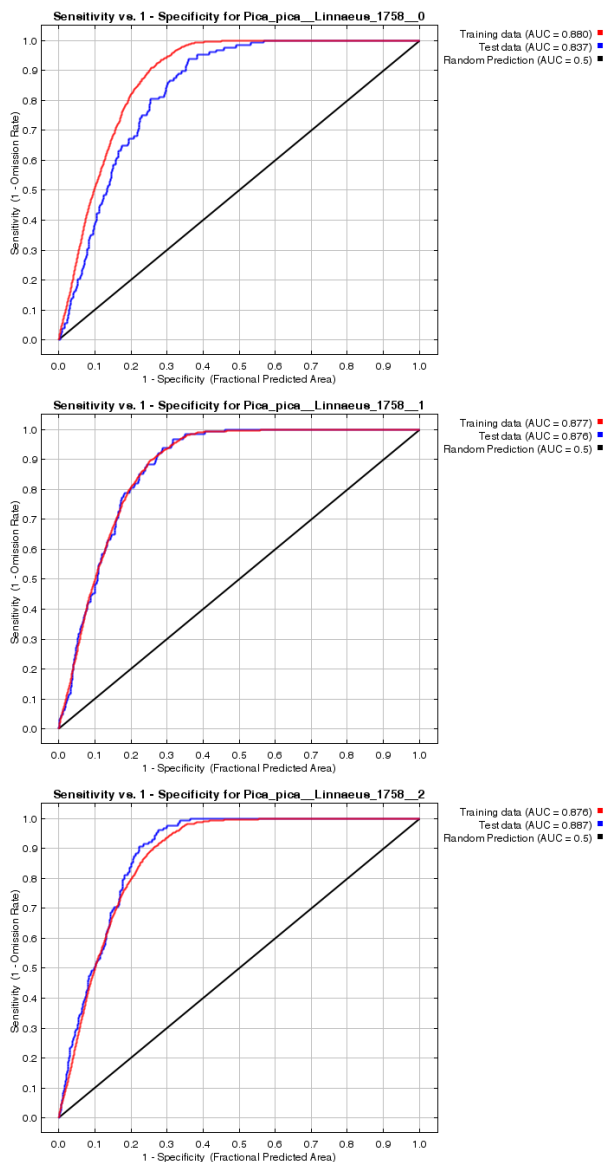 Sensitivity vs. 1 - Specificity for Pica_pica__Linnaeus_1758__0
Training data (AUC = 0.880)
Test data (AUC = 0.837)
Random Prediction (AUC = 0.5)
Sensitivity (1 - Omission Rate)
1.0
0.9
0.8
0.7
0.6
0.5
0.4
0.3
0.2
0.1
0.0
0.0 0.1 0.2 0.3 0.4 0.5 0.6 0.7 0.8 0.9 1.0
1 - Specificity (Fractional Predicted Area)
Sensitivity vs. 1 - Specificity for Pica_pica__Linnaeus_1758__1
Training data (AUC = 0.877)
Test data (AUC = 0.876)
Random Prediction (AUC = 0.5)
Sensitivity (1 - Omission Rate)
1.0
0.9
0.8
0.7
0.6
0.5
0.4
0.3
0.2
0.1
0.0
0.0 0.1 0.2 0.3 0.4 0.5 0.6 0.7 0.8 0.9 1.0
1 - Specificity (Fractional Predicted Area)
Sensitivity vs. 1 - Specificity for Pica_pica__Linnaeus_1758__2
Training data (AUC = 0.876)
Test data (AUC = 0.887)
Random Prediction (AUC = 0.5)
Sensitivity (1 - Omission Rate)
1.0
0.9
0.8
0.7
0.6
0.5
0.4
0.3
0.2
0.1
0.0
0.0 0.1 0.2 0.3 0.4 0.5 0.6 0.7 0.8 0.9 1.0
1 - Specificity (Fractional Predicted Area)